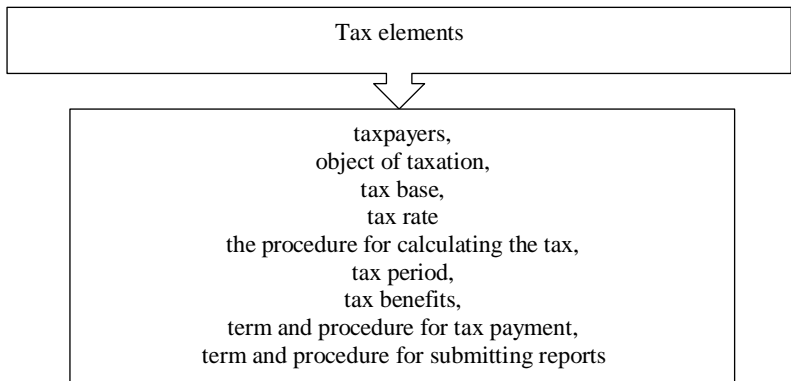 Tax elements
taxpayers,
object of taxation,
tax base,
tax rate
the procedure for calculating the tax,
tax period,
tax benefits,
term and procedure for tax payment,
term and procedure for submitting reports